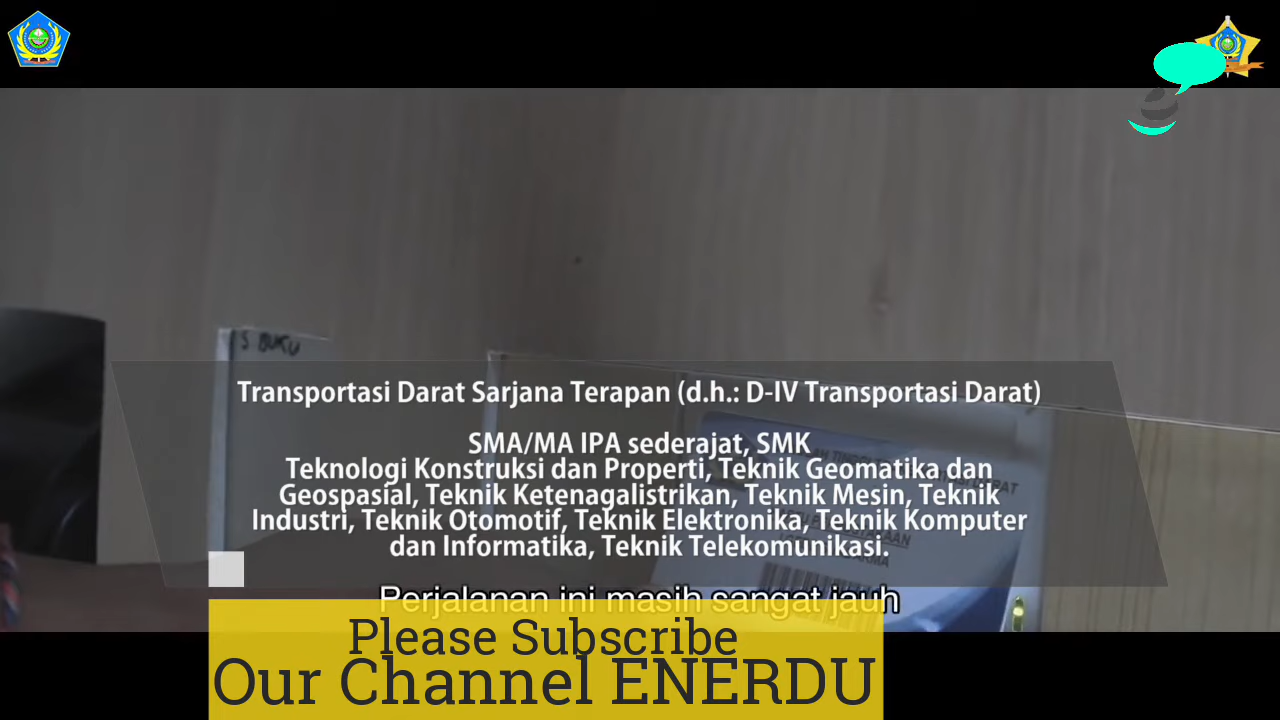 S BUKU
Transportasi Darat Sarjana Terapan (d.h.: D-IV Transportasi Darat)
SMA/MA IPA sederajat, SMK
Teknologi Konstruksi dan Properti, Teknik Geomatika dan
Geospasial, Teknik Ketenagalistrikan, Teknik Mesin, Teknik
Industri, Teknik Otomotif, Teknik Elektronika, Teknik Komputer
dan Informatika, Teknik Telekomunikasi.
Perjalanan ini masih sangat jauh
Please Subscribe
Our Channel ENERDU